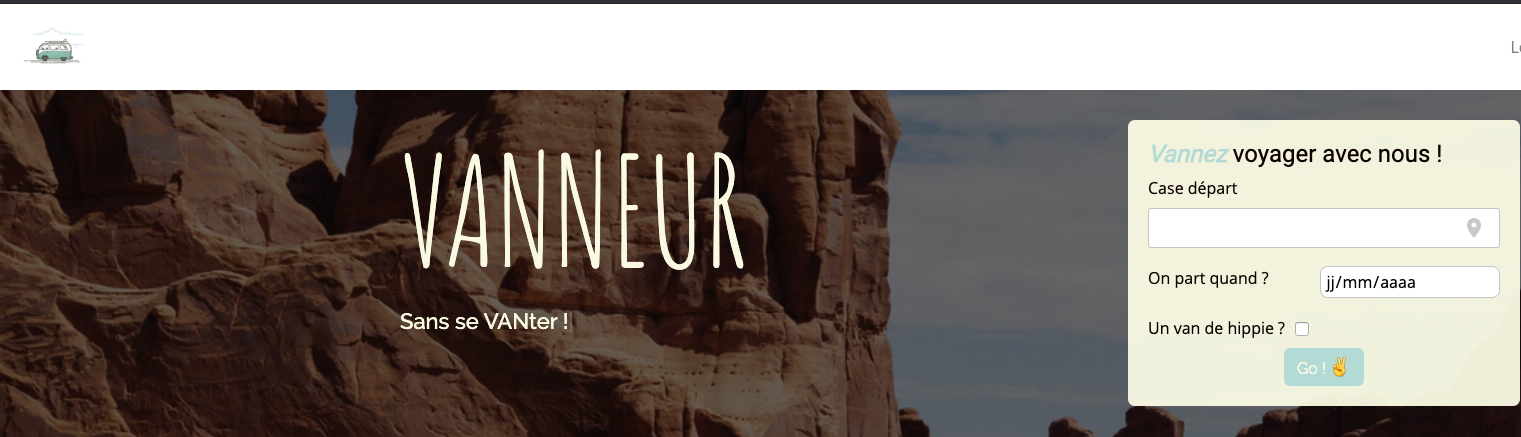 VANNEUR
Sans se VANter !
Vannez voyager avec nous !
Case départ
On part quand ?
jj/mm/aaaa
Un van de hippie ?
Go ! ✌